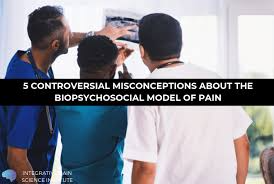 5 CONTROVERSIAL MISCONCEPTIONS ABOUT THE
BIOPSYCHOSOCIAL MODEL OF PAIN
INTEGRATIVE PAIN
SCIENCE INSTITUTE